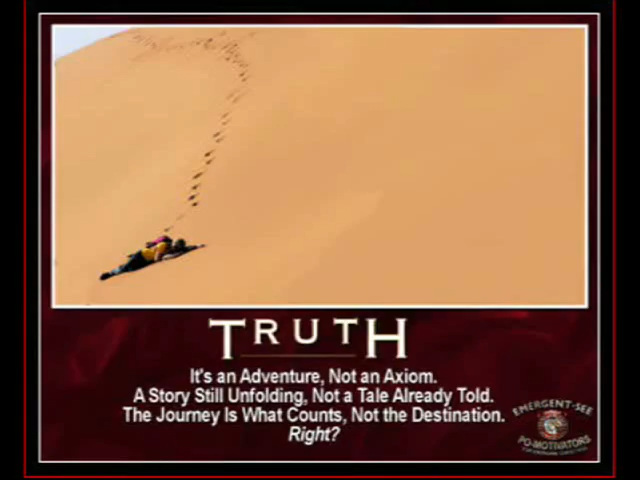 TRUTH
It's an Adventure, Not an Axiom.
A Story Still Unfolding, Not a Tale Already Told.
The Journey Is What Counts, Not the Destination.
Right?
EMERGENT-SEE
PO-MOTIVATORS